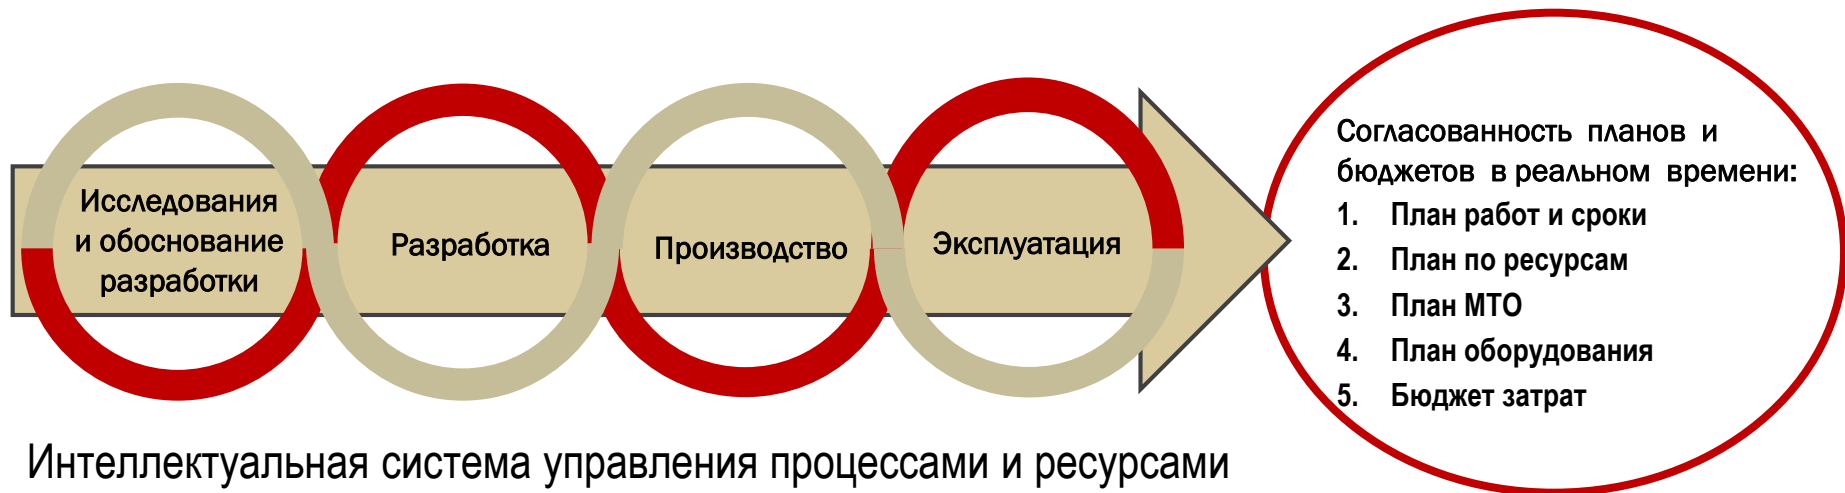 Исследования
и обоснование
разработки
Разработка
Производство
Эксплуатация
Согласованность планов и
бюджетов в реальном времени:
1. План работ и сроки
2. План по ресурсам
3. План МТО
4. План оборудования
5. Бюджет затрат
Интеллектуальная система управления процессами и ресурсами